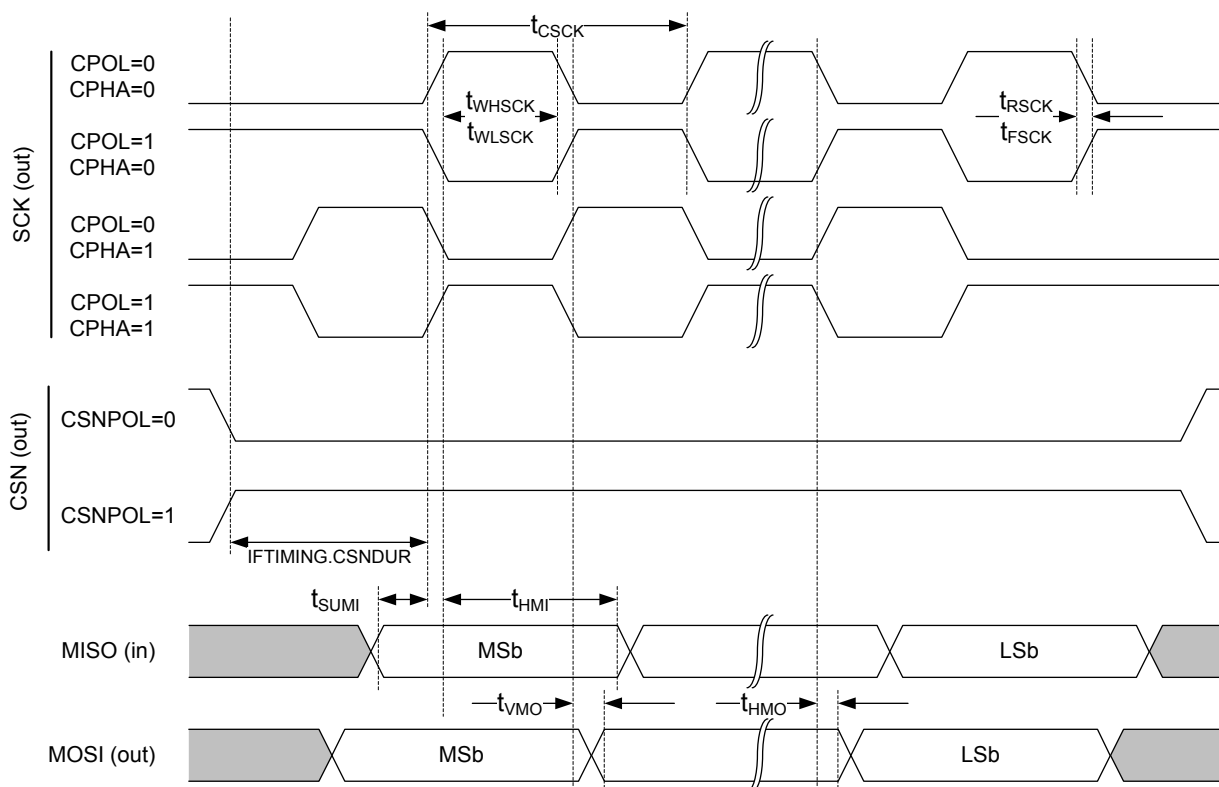 tCSCK
SCK (out)
CPOL=0
CPHA=0
tWHSCK
tWLSCK
tRSCK
tFSCK
CPOL=1
CPHA=0
CPOL=0
CPHA=1
CPOL=1
CPHA=1
CSN (out)
CSNPOL=0
CSNPOL=1
IFTIMING.CSNDUR
tSUMI
tHMI
MISO (in)
MSb
LSb
tVMO
tHMO
MOSI (out)
MSb
LSb